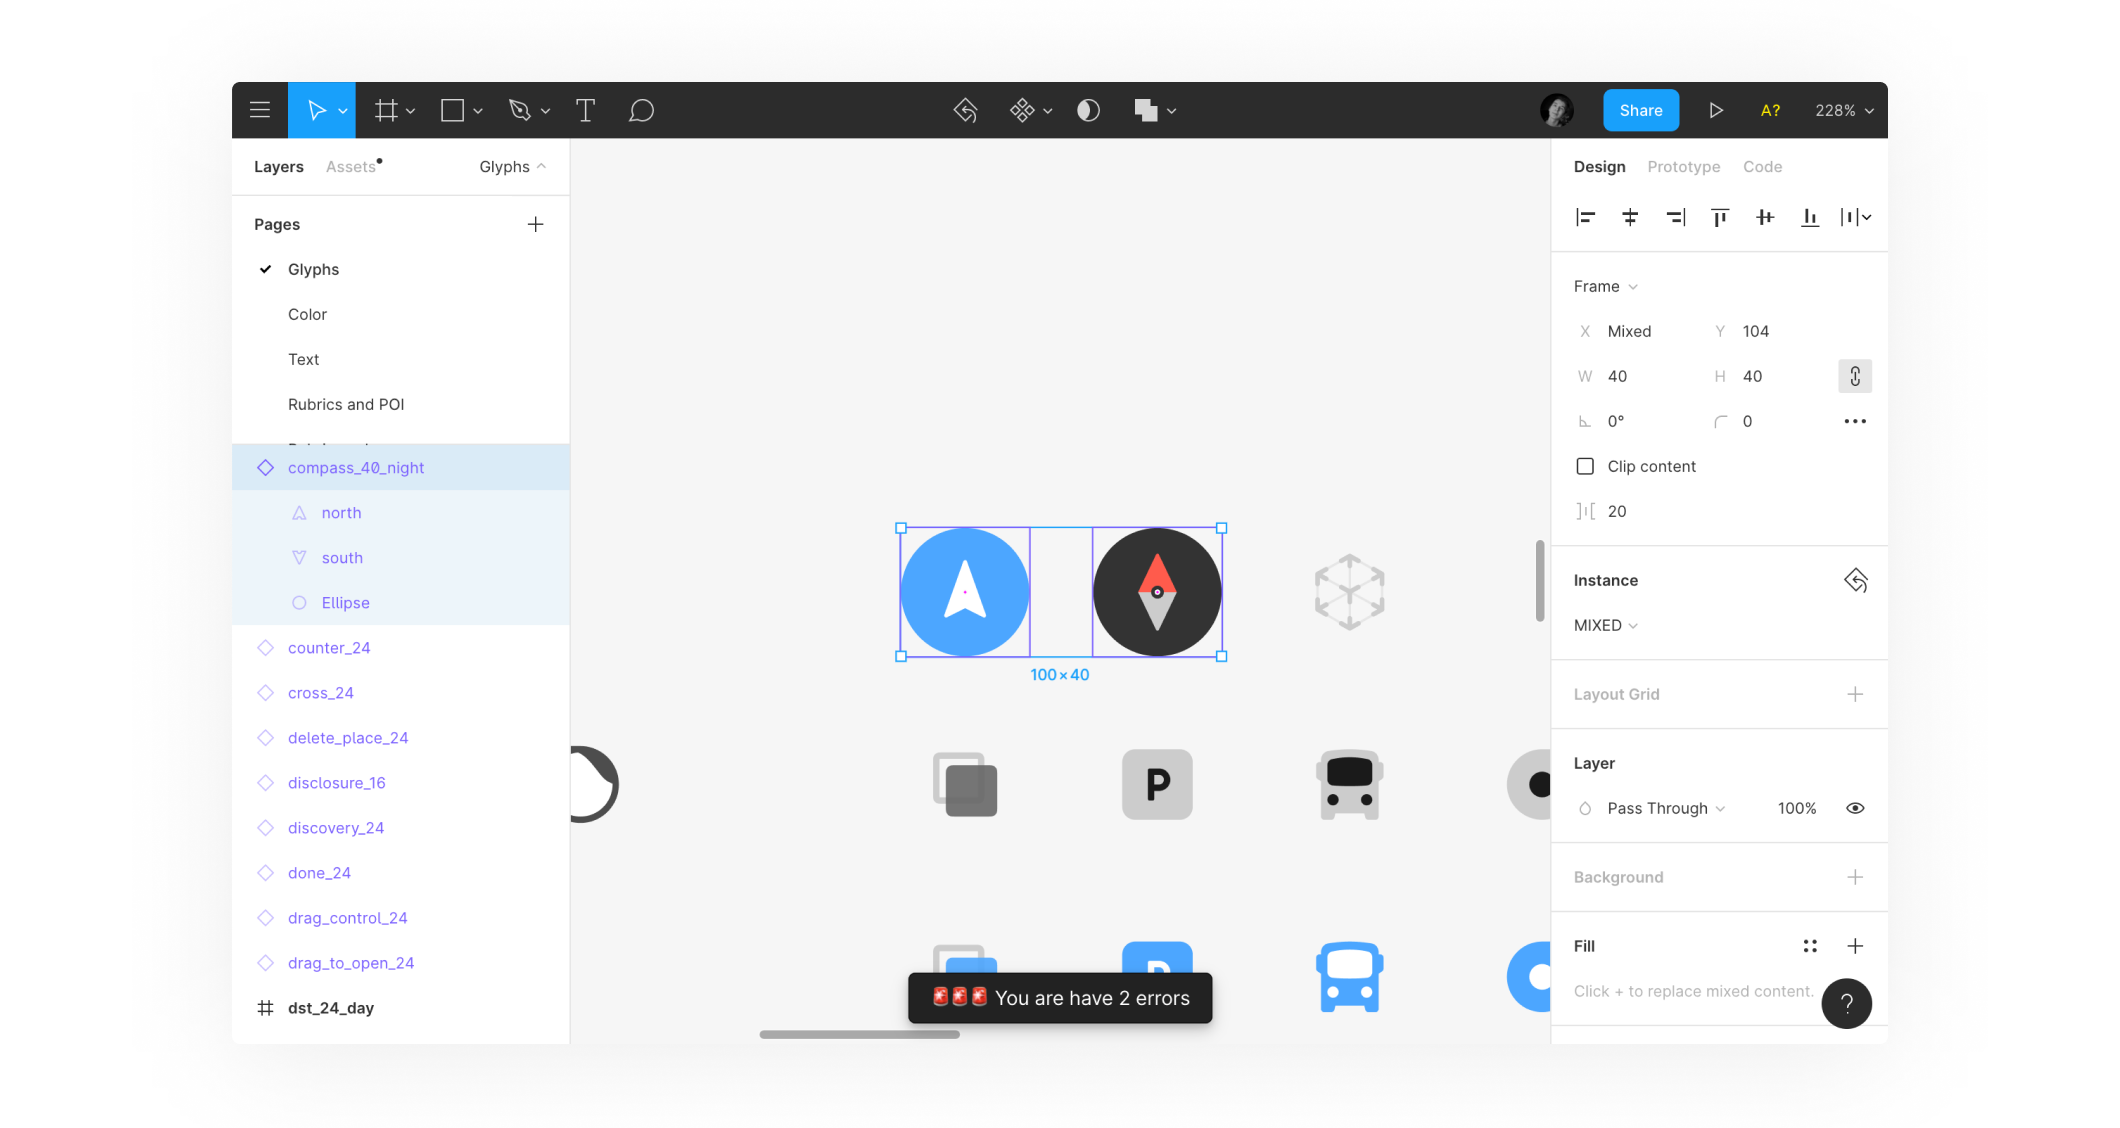 Share
A?
228%
Layers
Assets
Glyphs
Pages
Glyphs
Color
Text
Rubrics and POI
compass_40_night
north
south
Ellipse
counter_24
cross_24
delete_place_24
disclosure_16
discovery_24
done_24
drag_control_24
drag_to_open_24
dst_24_day
100×40
P
P
🚨🚨🚨 You are have 2 errors
Design
Prototype
Code
Frame
X Mixed
Y 104
W 40
H 40
0°
0
Clip content
20
Instance
MIXED
Layout Grid
Layer
Pass Through
100%
Background
Fill
Click + to replace mixed content.
?